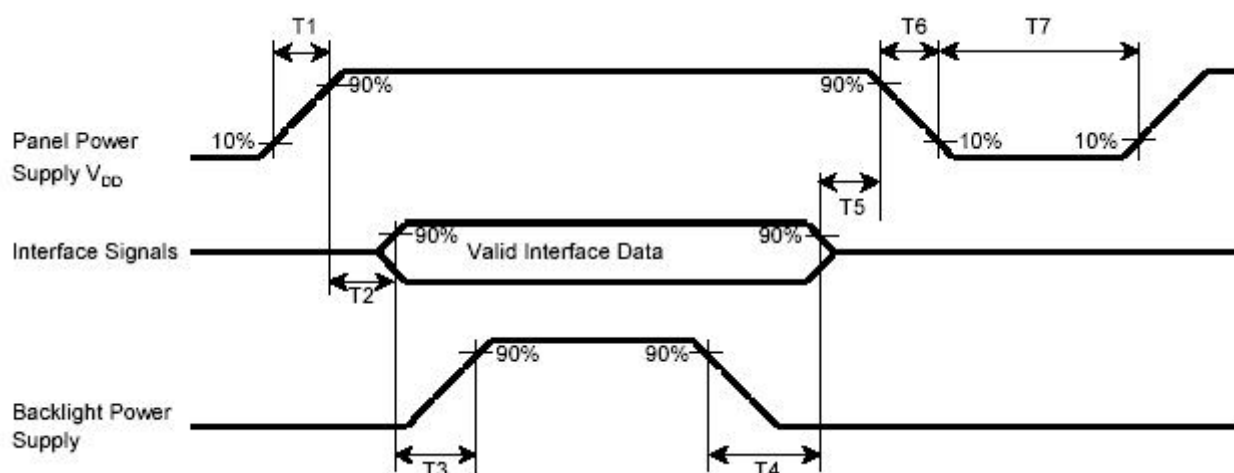 T1
T6
T7
90%
90%
Panel Power
Supply VDD
10%
10%
10%
T5
Interface Signals
90%
Valid Interface Data
90%
T2
90%
90%
Backlight Power
Supply
T3
T4